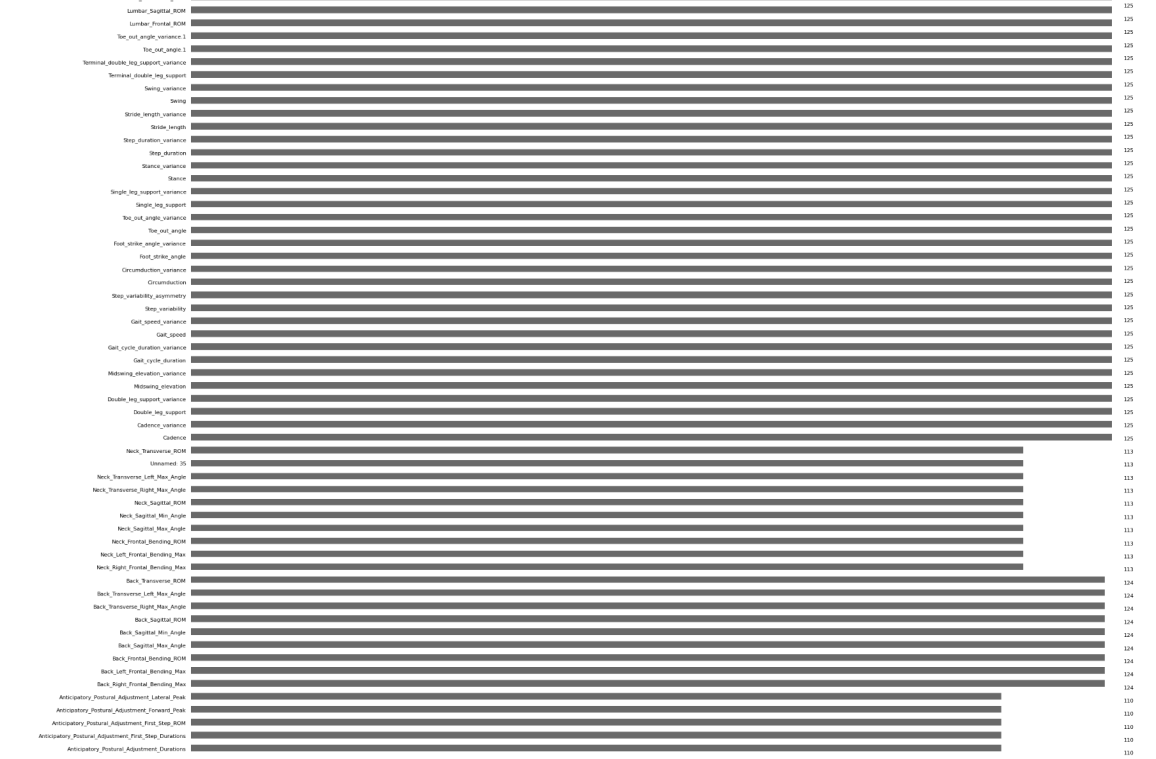 Lumbar_Sagittal_ROM 125
Lumbar_Frontal_ROM 125
Toe_out_angle_variance.1 125
Toe_out_angle.1 125
Terminal_double_leg_support_variance 125
Terminal_double_leg_support 125
Swing_variance 125
Swing 125
Stride_length_variance 125
Stride_length 125
Step_duration_variance 125
Step_duration 125
Stance_variance 125
Stance 125
Single_leg_support_variance 125
Single_leg_support 125
Toe_out_angle_variance 125
Toe_out_angle 125
Foot_strike_angle_variance 125
Foot_strike_angle 125
Circumduction_variance 125
Circumduction 125
Step_variability_asymmetry 125
Step_variability 125
Gait_speed_variance 125
Gait_speed 125
Gait_cycle_duration_variance 125
Gait_cycle_duration 125
Midswing_elevation_variance 125
Midswing_elevation 125
Double_leg_support_variance 125
Double_leg_support 125
Cadence_variance 125
Cadence 125
Neck_Transverse_ROM 113
Unnamed: 35 113
Neck_Transverse_Left_Max_Angle 113
Neck_Transverse_Right_Max_Angle 113
Neck_Sagittal_ROM 113
Neck_Sagittal_Min_Angle 113
Neck_Sagittal_Max_Angle 113
Neck_Frontal_Bending_ROM 113
Neck_Left_Frontal_Bending_Max 113
Neck_Right_Frontal_Bending_Max 113
Back_Transverse_ROM 124
Back_Transverse_Left_Max_Angle 124
Back_Transverse_Right_Max_Angle 124
Back_Sagittal_ROM 124
Back_Sagittal_Min_Angle 124
Back_Sagittal_Max_Angle 124
Back_Frontal_Bending_ROM 124
Back_Left_Frontal_Bending_Max 124
Back_Right_Frontal_Bending_Max 124
Anticipatory_Postural_Adjustment_Lateral_Peak 110
Anticipatory_Postural_Adjustment_Forward_Peak 110
Anticipatory_Postural_Adjustment_First_Step_ROM 110
Anticipatory_Postural_Adjustment_First_Step_Durations 110
Anticipatory_Postural_Adjustment_Durations 110